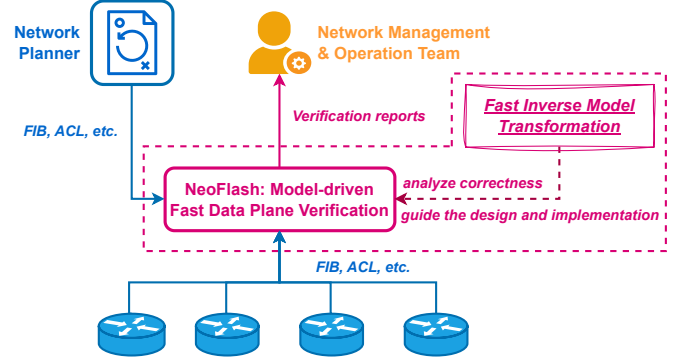 Network
Planner
Network Management
& Operation Team
FIB, ACL, etc.
Verification reports
Fast Inverse Model
Transformation
NeoFlash: Model-driven
Fast Data Plane Verification
analyze correctness
guide the design and implementation
FIB, ACL, etc.